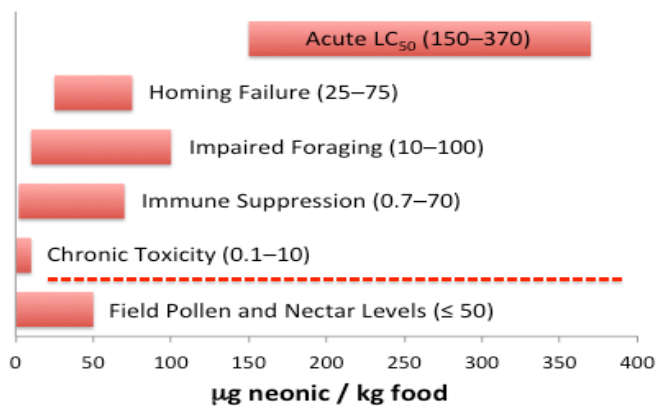 Acute LC₅₀ (150–370)
Homing Failure (25–75)
Impaired Foraging (10–100)
Immune Suppression (0.7–70)
Chronic Toxicity (0.1–10)
Field Pollen and Nectar Levels (≤ 50)
0 50 100 150 200 250 300 350 400
µg neonic / kg food